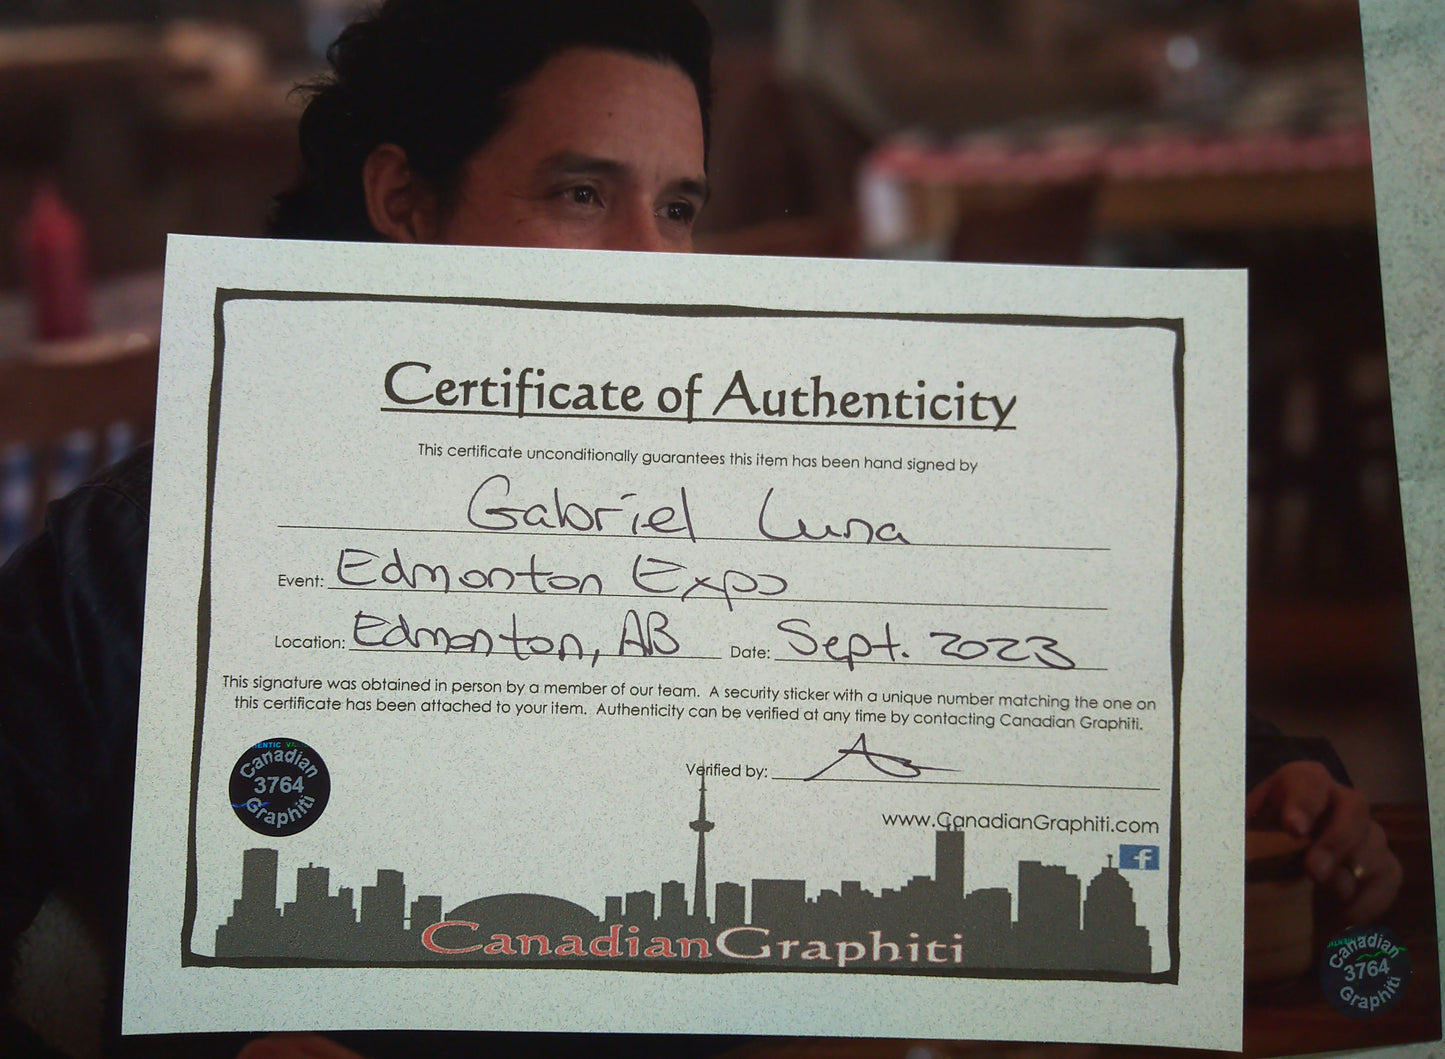 Certificate of Authenticity
This certificate unconditionally guarantees this item has been hand signed by
Gabriel Luna
Event: Edmonton Expo
Location: Edmonton, AB Date: Sept. 2023
This signature was obtained in person by a member of our team. A security sticker with a unique number matching the one on
this certificate has been attached to your item. Authenticity can be verified at any time by contacting Canadian Graphiti.
Canadian
3764
Graphiti
Verified by:
www.CanadianGraphiti.com
f
CanadianGraphiti
Canadian
3764
Graphiti